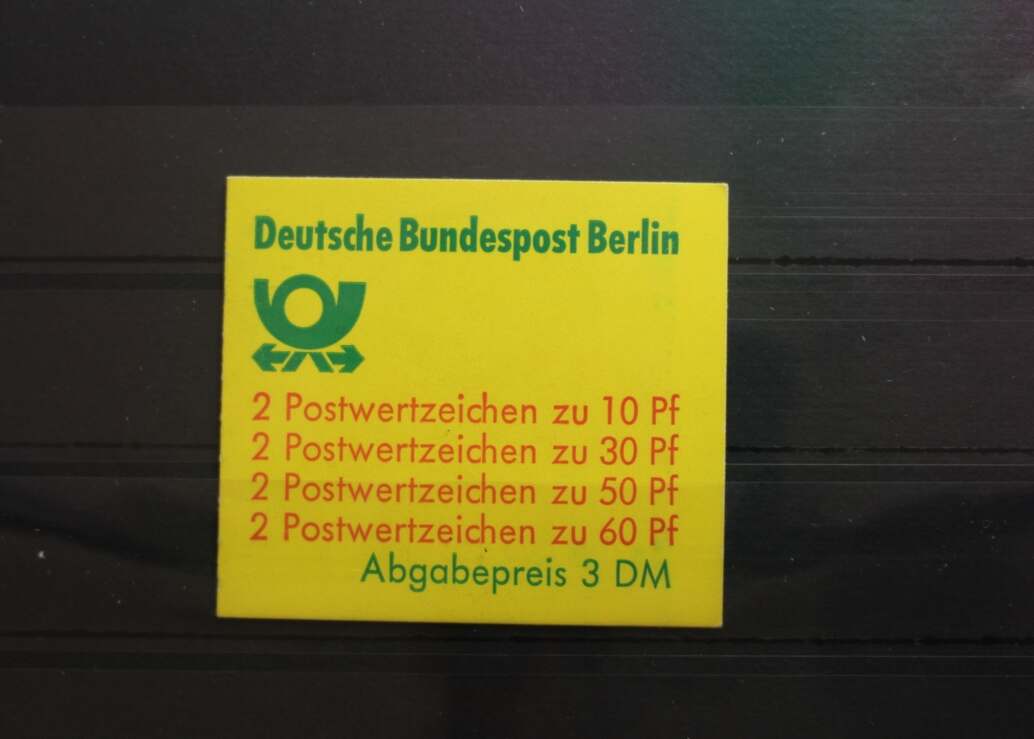 Deutsche Bundespost Berlin
2 Postwertzeichen zu 10 Pf
2 Postwertzeichen zu 30 Pf
2 Postwertzeichen zu 50 Pf
2 Postwertzeichen zu 60 Pf
Abgabepreis 3 DM